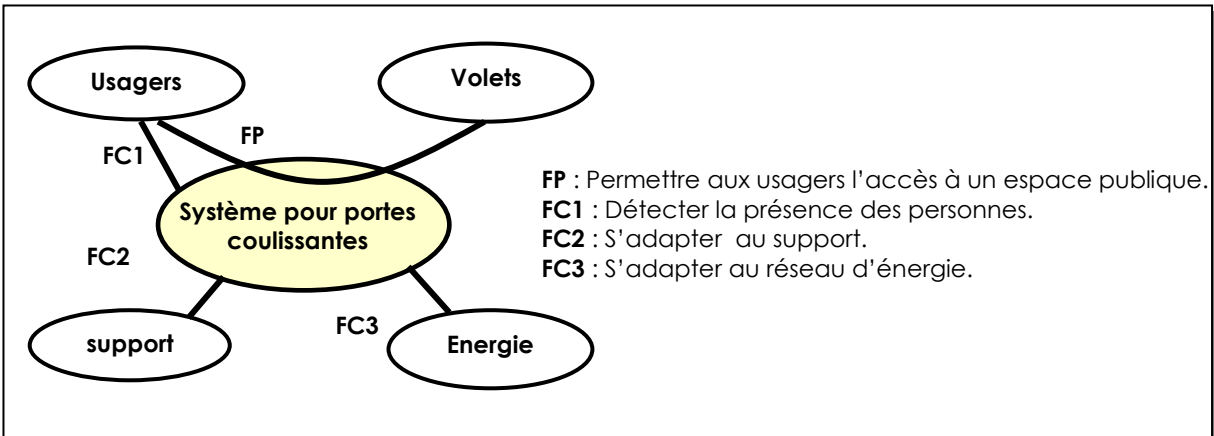 Usagers
Volets
FP
FC1
Système pour portes
coulissantes
FC2
FC3
support
Energie
FP : Permettre aux usagers l’accès à un espace publique.
FC1 : Détecter la présence des personnes.
FC2 : S’adapter au support.
FC3 : S’adapter au réseau d’énergie.